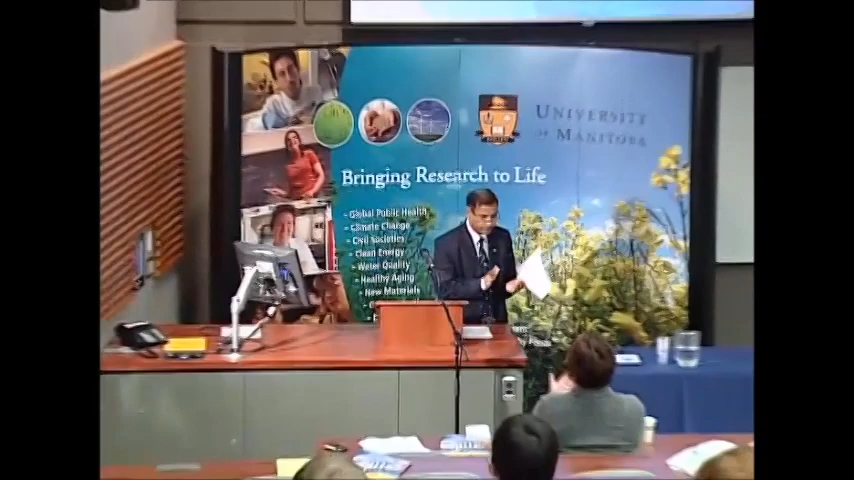 UNIVERSITY
OF MANITOBA
Bringing Research to Life
• Global Public Health
• Climate Change
• Civil Societies
• Clean Energy
• Water Quality
• Healthy Aging
• New Materials